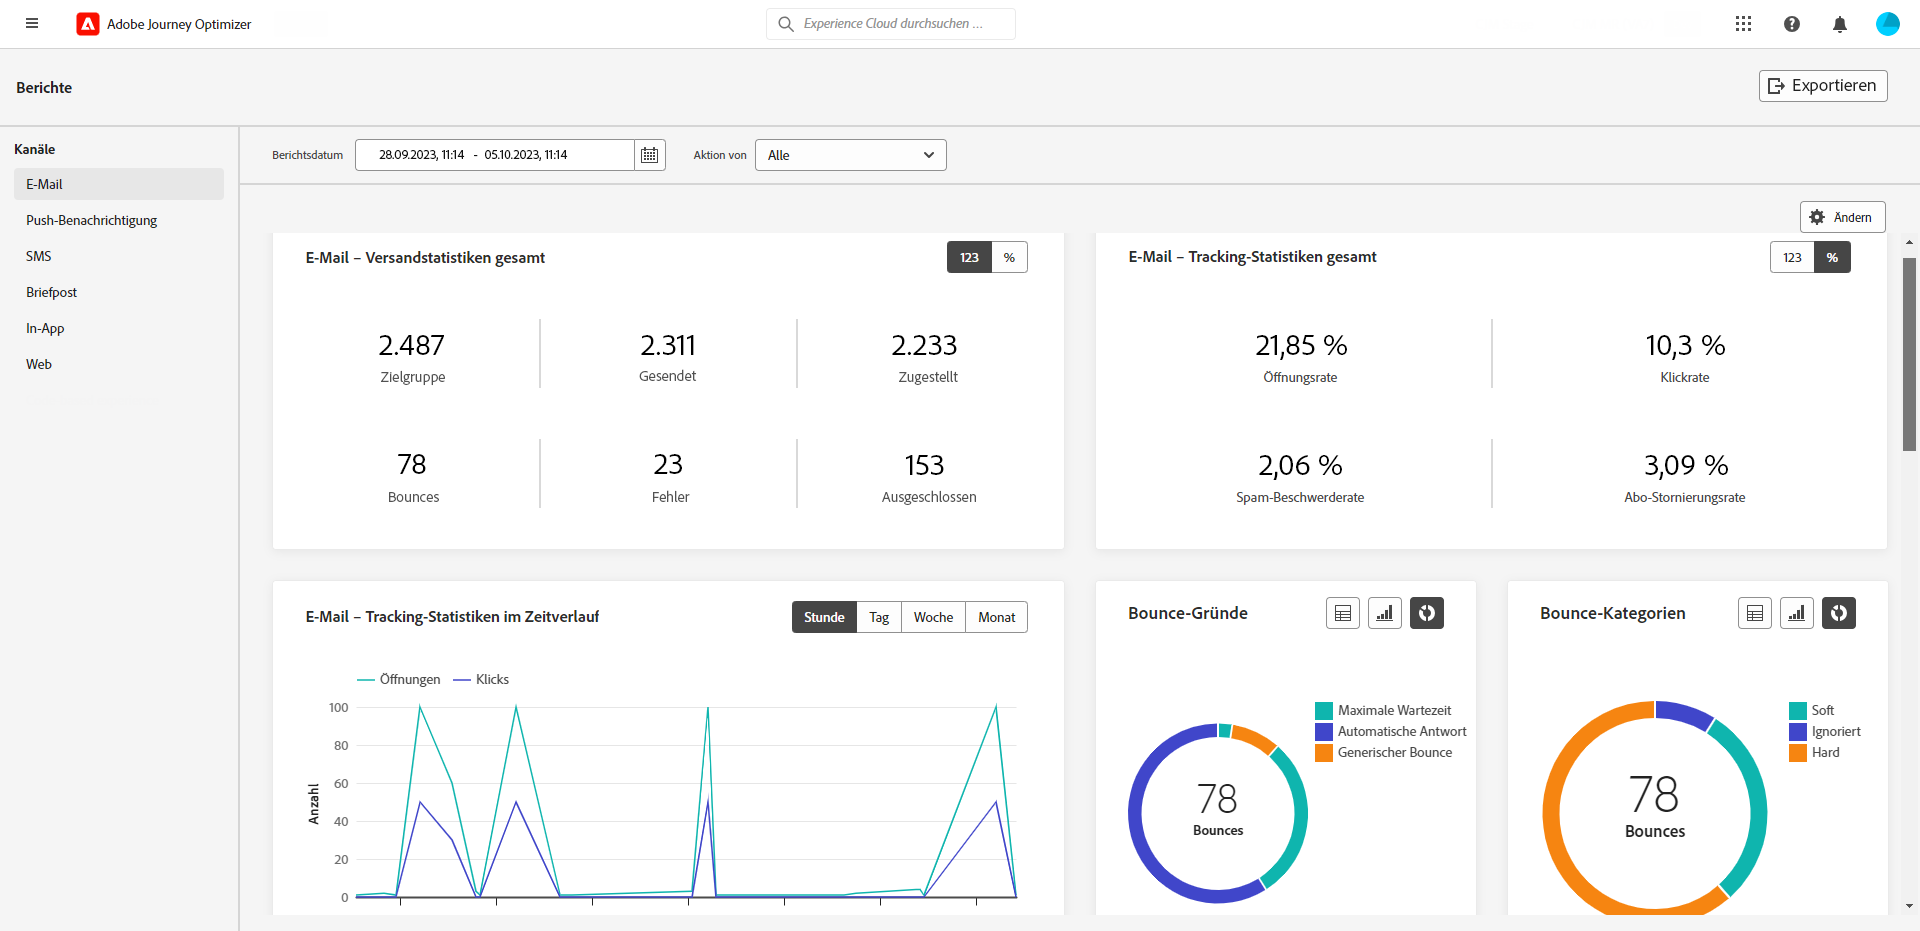 Adobe Journey Optimizer
Experience Cloud durchsuchen ...
Berichte
Exportieren
Kanäle
E-Mail
Push-Benachrichtigung
SMS
Briefpost
In-App
Web
Berichtsdatum
28.09.2023, 11:14 - 05.10.2023, 11:14
Aktion von
Alle
Ändern
E-Mail – Versandstatistiken gesamt
123 %
2.487
Zielgruppe
2.311
Gesendet
2.233
Zugestellt
78
Bounces
23
Fehler
153
Ausgeschlossen
E-Mail – Tracking-Statistiken gesamt
123 %
21,85 %
Öffnungsrate
10,3 %
Klickrate
2,06 %
Spam-Beschwerderate
3,09 %
Abo-Stornierungsrate
E-Mail – Tracking-Statistiken im Zeitverlauf
Stunde Tag Woche Monat
Öffnungen Klicks
Anzahl
100
80
60
40
20
0
Bounce-Gründe
Maximale Wartezeit
Automatische Antwort
Generischer Bounce
78
Bounces
Bounce-Kategorien
Soft
Ignoriert
Hard
78
Bounces